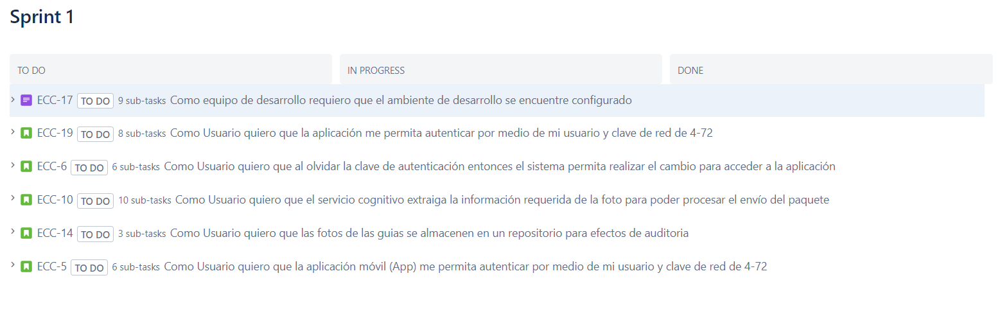 Sprint 1
TO DO IN PROGRESS DONE
ECC-17 TO DO 9 sub-tasks Como equipo de desarrollo requiero que el ambiente de desarrollo se encuentre configurado
ECC-19 TO DO 8 sub-tasks Como Usuario quiero que la aplicación me permita autenticar por medio de mi usuario y clave de red de 4-72
ECC-6 TO DO 6 sub-tasks Como Usuario quiero que al olvidar la clave de autenticación entonces el sistema permita realizar el cambio para acceder a la aplicación
ECC-10 TO DO 10 sub-tasks Como Usuario quiero que el servicio cognitivo extraiga la información requerida de la foto para poder procesar el envío del paquete
ECC-14 TO DO 3 sub-tasks Como Usuario quiero que las fotos de las guias se almacenen en un repositorio para efectos de auditoria
ECC-5 TO DO 6 sub-tasks Como Usuario quiero que la aplicación móvil (App) me permita autenticar por medio de mi usuario y clave de red de 4-72